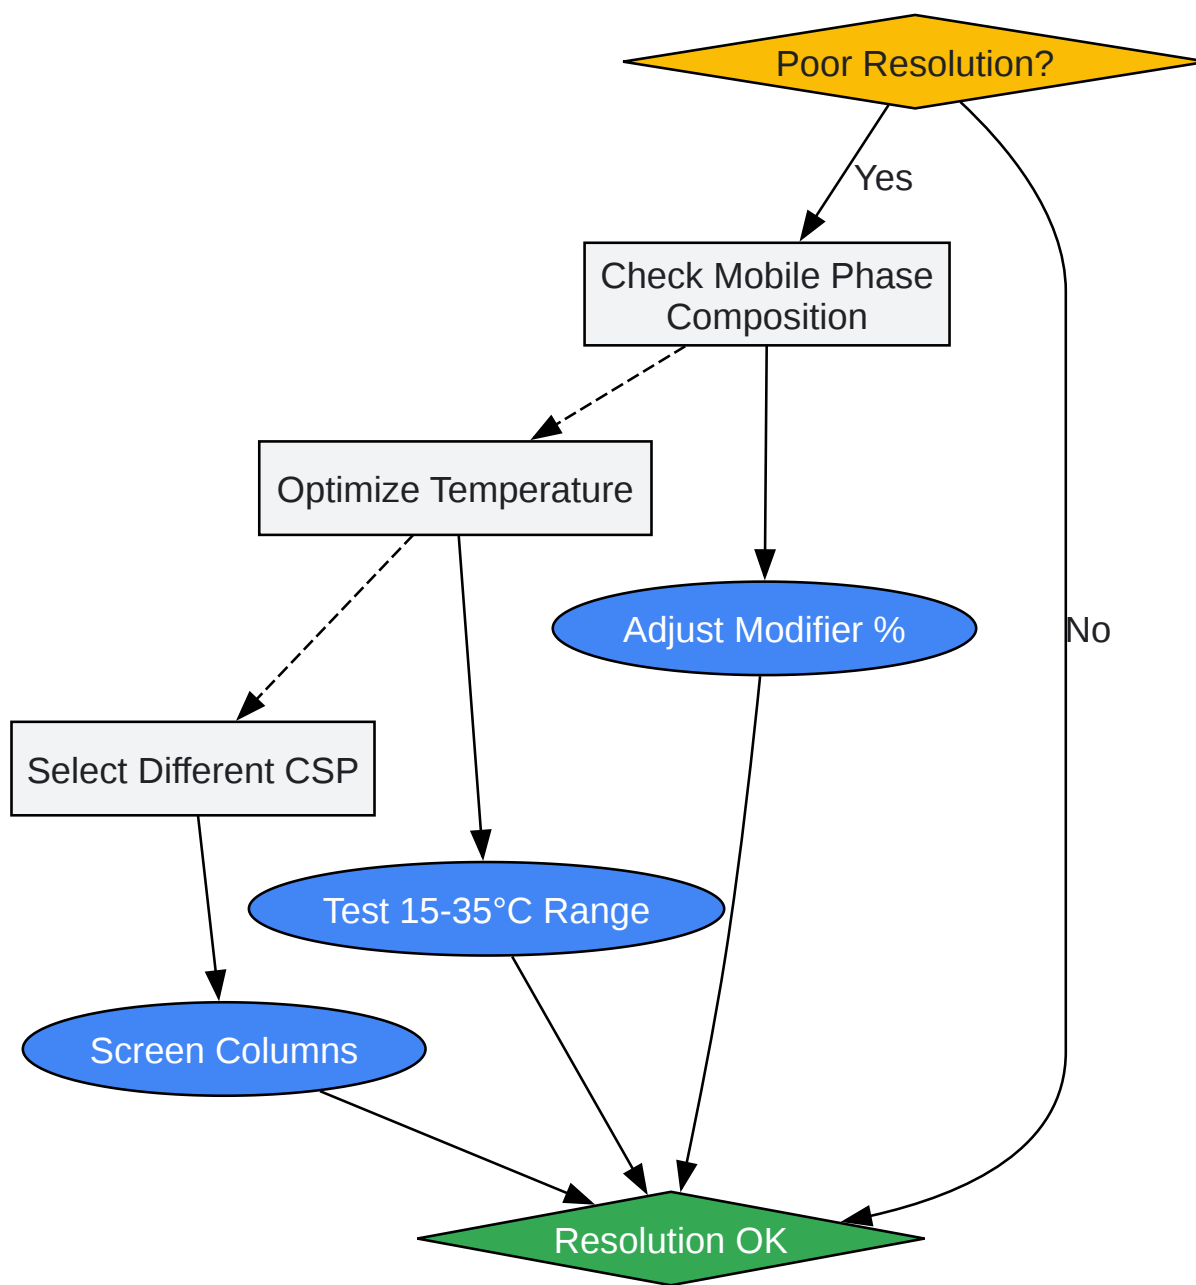 Poor Resolution?
Yes
Check Mobile Phase
Composition
Optimize Temperature
Adjust Modifier %
No
Select Different CSP
Test 15-35°C Range
Screen Columns
Resolution OK